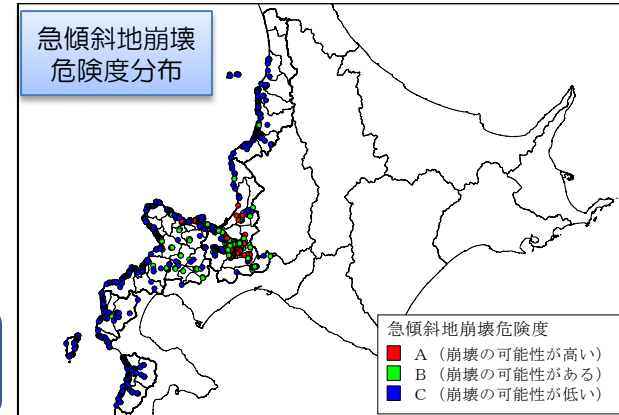 急傾斜地崩壊
危険度分布
急傾斜地崩壊危険度
A（崩壊の可能性が高い）
B（崩壊の可能性がある）
C（崩壊の可能性が低い）